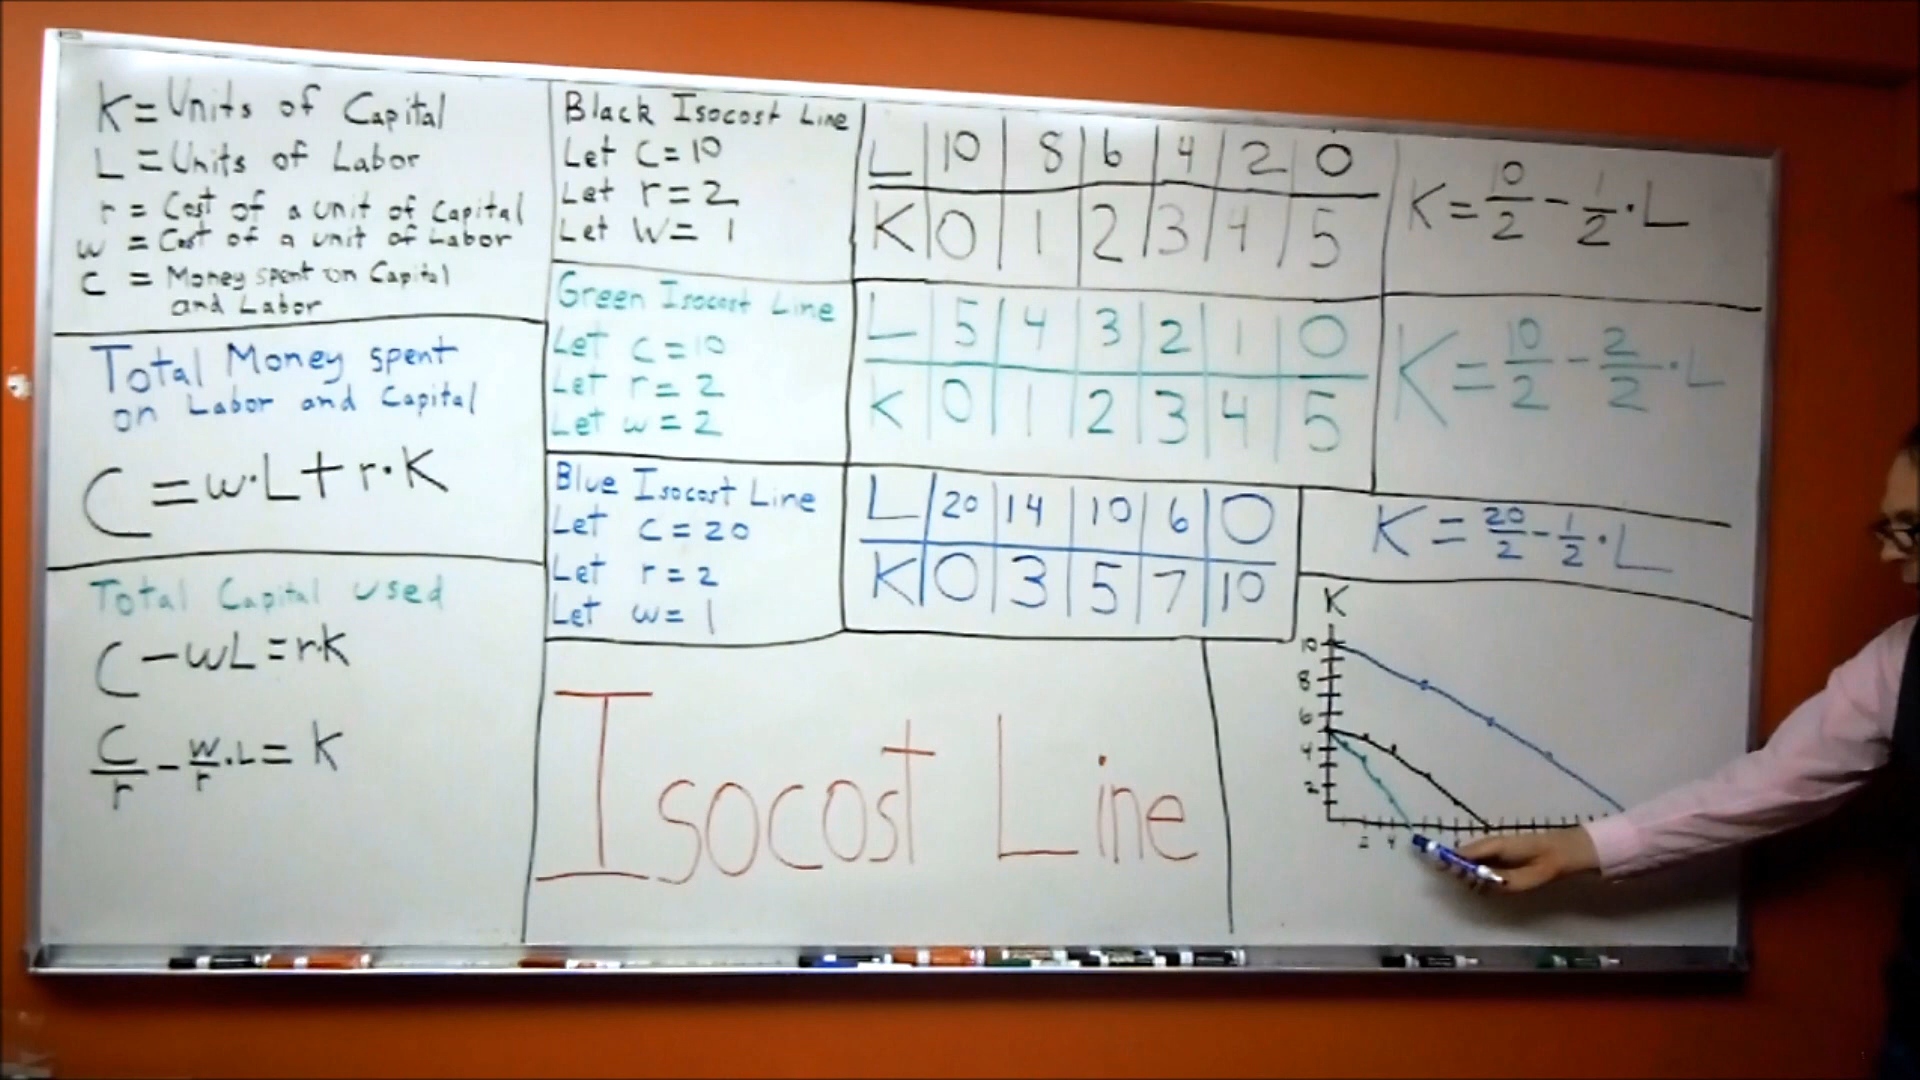 K = Units of Capital
L = Units of Labor
r = Cost of a unit of Capital
w = Cost of a unit of Labor
C = Money spent on Capital
and Labor
Total Money spent
on Labor and Capital
C = w·L + r·K
Total Capital used
C - wL = r·K
C/r - w/r·L = K
Black Isocost Line
Let C = 10
Let r = 2
Let W = 1
L 10 8 6 4 2 0
K 0 1 2 3 4 5
K = 10/2 - 1/2·L
Green Isocost Line
Let C = 10
Let r = 2
Let w = 2
L 5 4 3 2 1 0
K 0 1 2 3 4 5
K = 10/2 - 2/2·L
Blue Isocost Line
Let C = 20
Let r = 2
Let w = 1
L 20 14 10 6 0
K 0 3 5 7 10
K = 20/2 - 1/2·L
Isocost Line
K
10
8
6
4
2
2 4